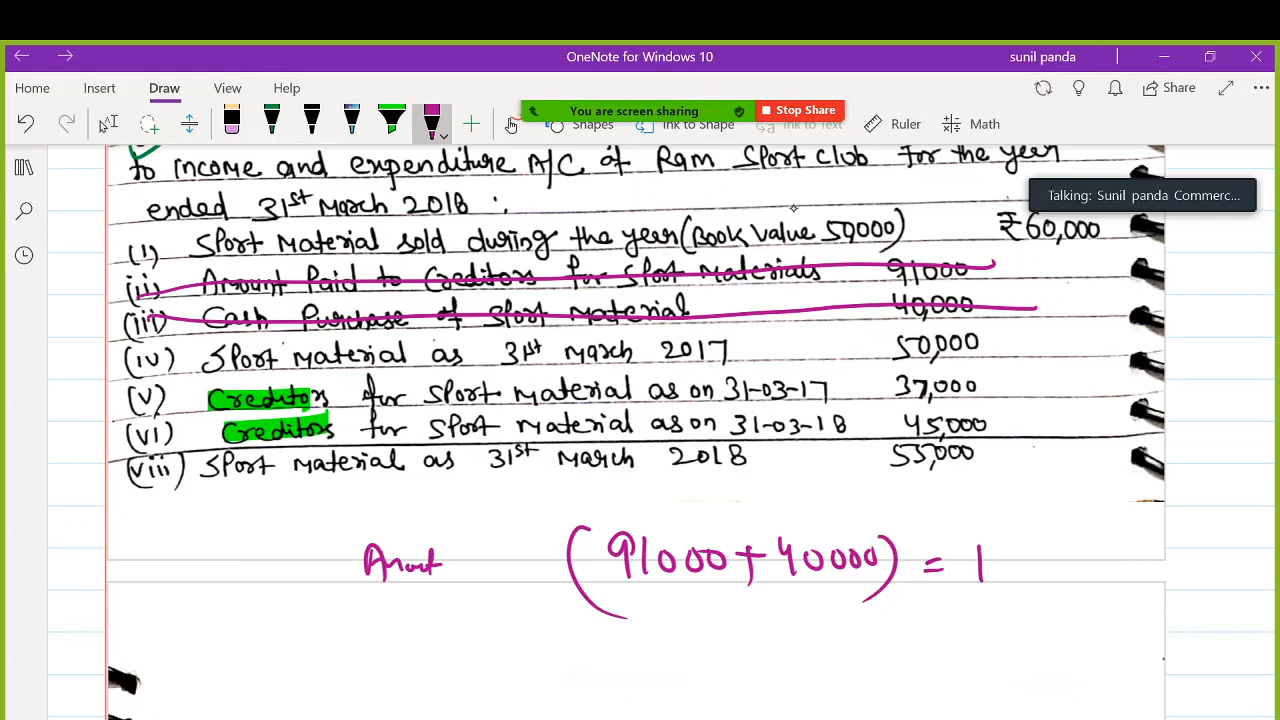 OneNote for Windows 10
sunil panda
Home Insert Draw View Help
You are screen sharing
Stop Share
Share
Shapes
Ink to Shape
Ink to Text
Ruler
Math
Talking: Sunil panda Commerc...
to income and expenditure A/C of Ram Sport Club for the year
ended 31st March 2018 :.
(i) Sport Material sold during the year (Book Value 50,000) ₹60,000
(ii) Amount Paid to Creditors for Sport Materials 91000
(iii) Cash Purchase of Sport material 40,000
(iv) Sport material as 31st march 2017 50,000
(v) Creditors for Sport material as on 31-03-17 37,000
(vi) Creditors for Sport material as on 31-03-18 45,000
(viii) Sport material as 31st march 2018 55,000
(91000 + 40000) = 1